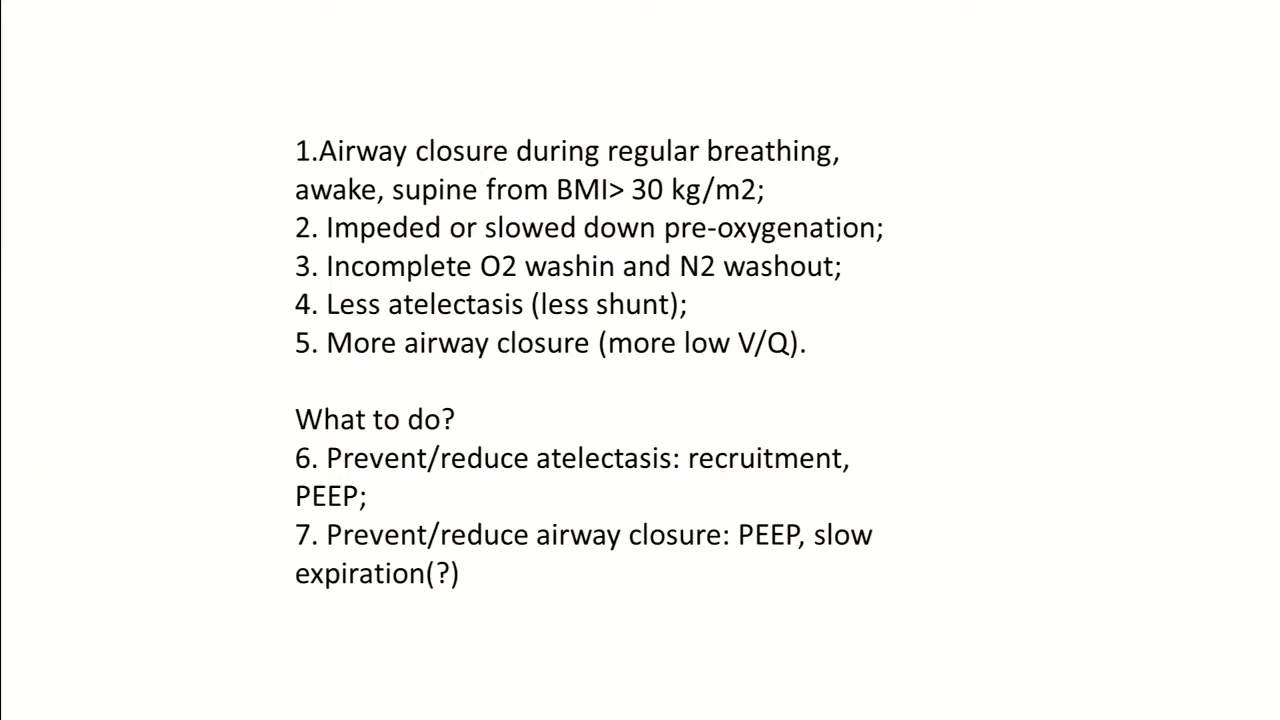 1.Airway closure during regular breathing,
awake, supine from BMI> 30 kg/m2;
2. Impeded or slowed down pre-oxygenation;
3. Incomplete O2 washin and N2 washout;
4. Less atelectasis (less shunt);
5. More airway closure (more low V/Q).
What to do?
6. Prevent/reduce atelectasis: recruitment,
PEEP;
7. Prevent/reduce airway closure: PEEP, slow
expiration(?)